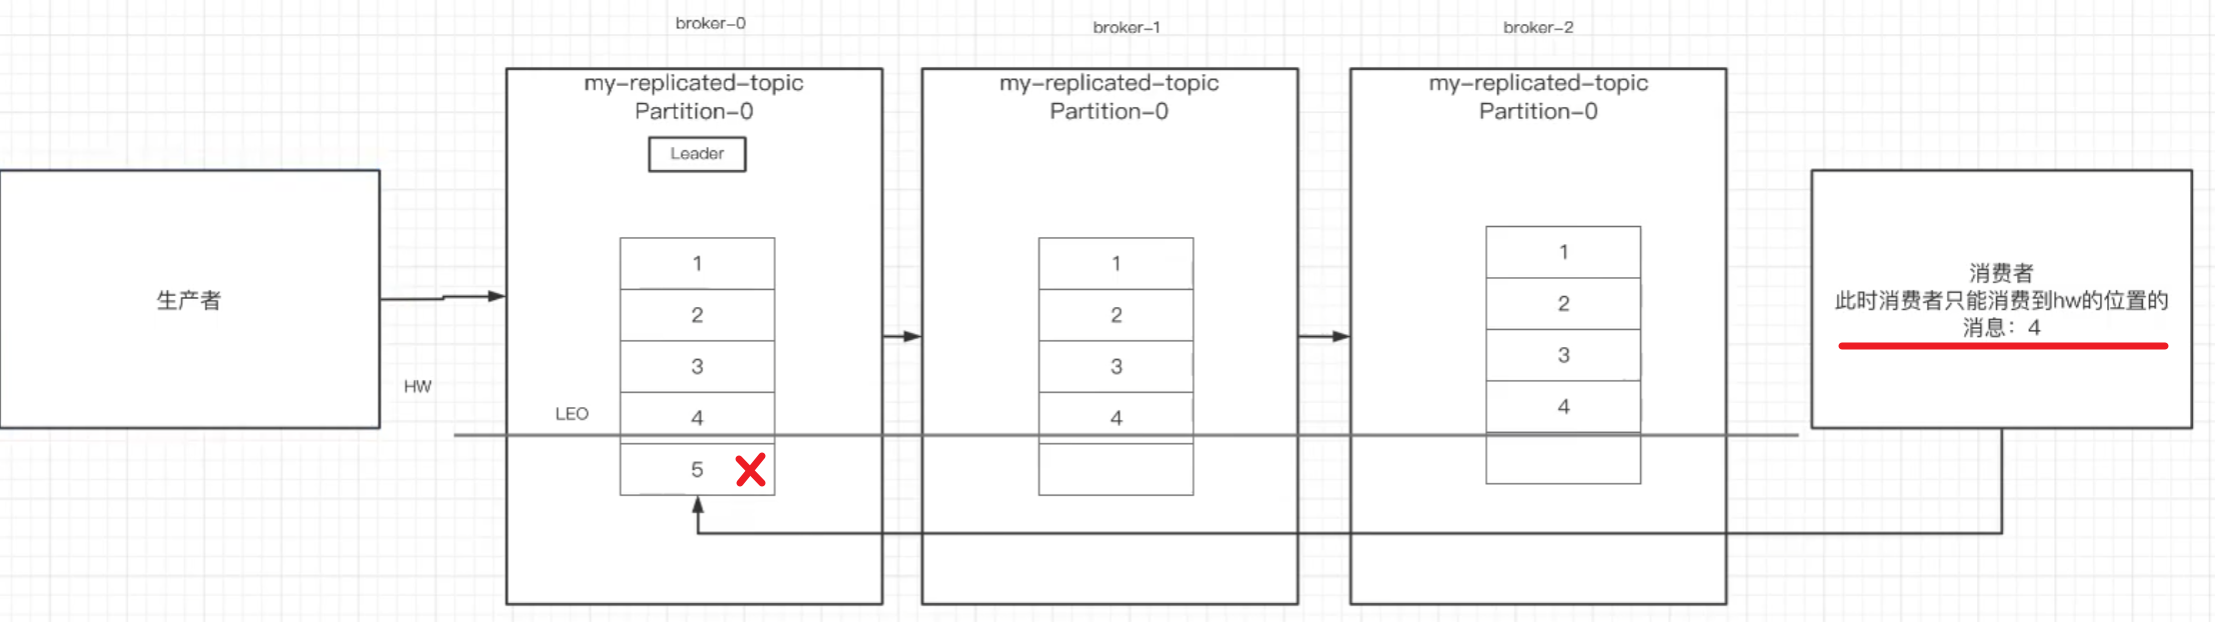 broker-0
broker-1
broker-2
my-replicated-topic
Partition-0
Leader
my-replicated-topic
Partition-0
my-replicated-topic
Partition-0
生产者
HW
LEO
1
2
3
4
5
1
2
3
4
1
2
3
4
消费者
此时消费者只能消费到hw的位置的
消息：4